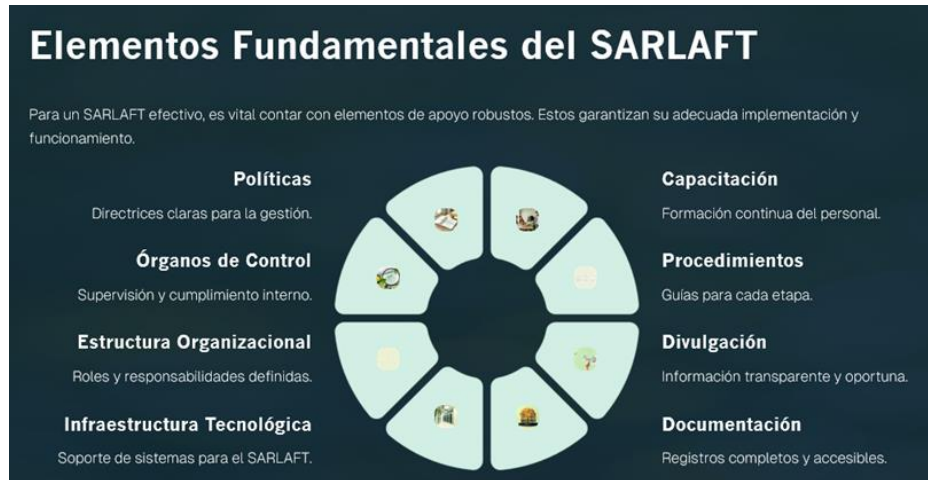 Elementos Fundamentales del SARLAFT
Para un SARLAFT efectivo, es vital contar con elementos de apoyo robustos. Estos garantizan su adecuada implementación y
funcionamiento.
Políticas
Directrices claras para la gestión.
Órganos de Control
Supervisión y cumplimiento interno.
Estructura Organizacional
Roles y responsabilidades definidas.
Infraestructura Tecnológica
Soporte de sistemas para el SARLAFT.
Capacitación
Formación continua del personal.
Procedimientos
Guías para cada etapa.
Divulgación
Información transparente y oportuna.
Documentación
Registros completos y accesibles.